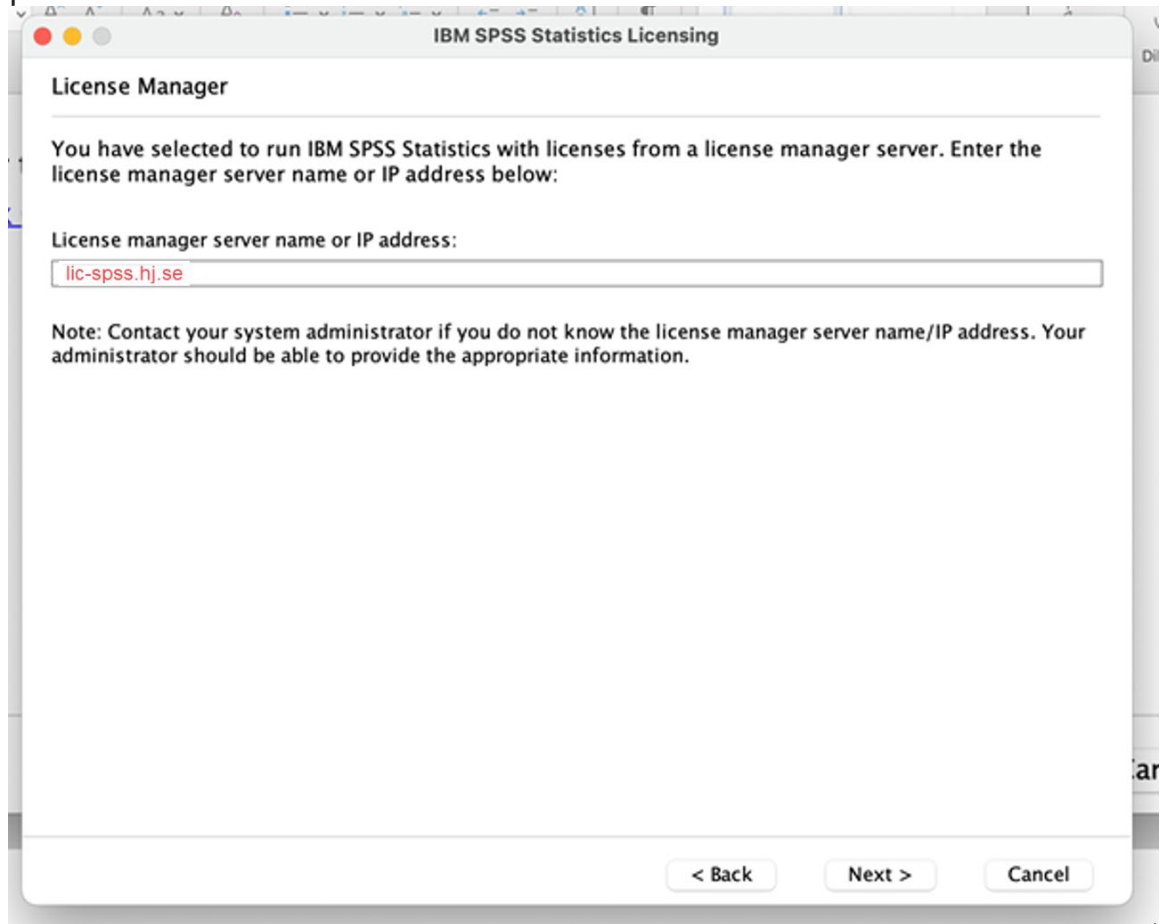 IBM SPSS Statistics Licensing
License Manager
You have selected to run IBM SPSS Statistics with licenses from a license manager server. Enter the
license manager server name or IP address below:
License manager server name or IP address:
lic-spss.hj.se
Note: Contact your system administrator if you do not know the license manager server name/IP address. Your
administrator should be able to provide the appropriate information.
< Back
Next >
Cancel